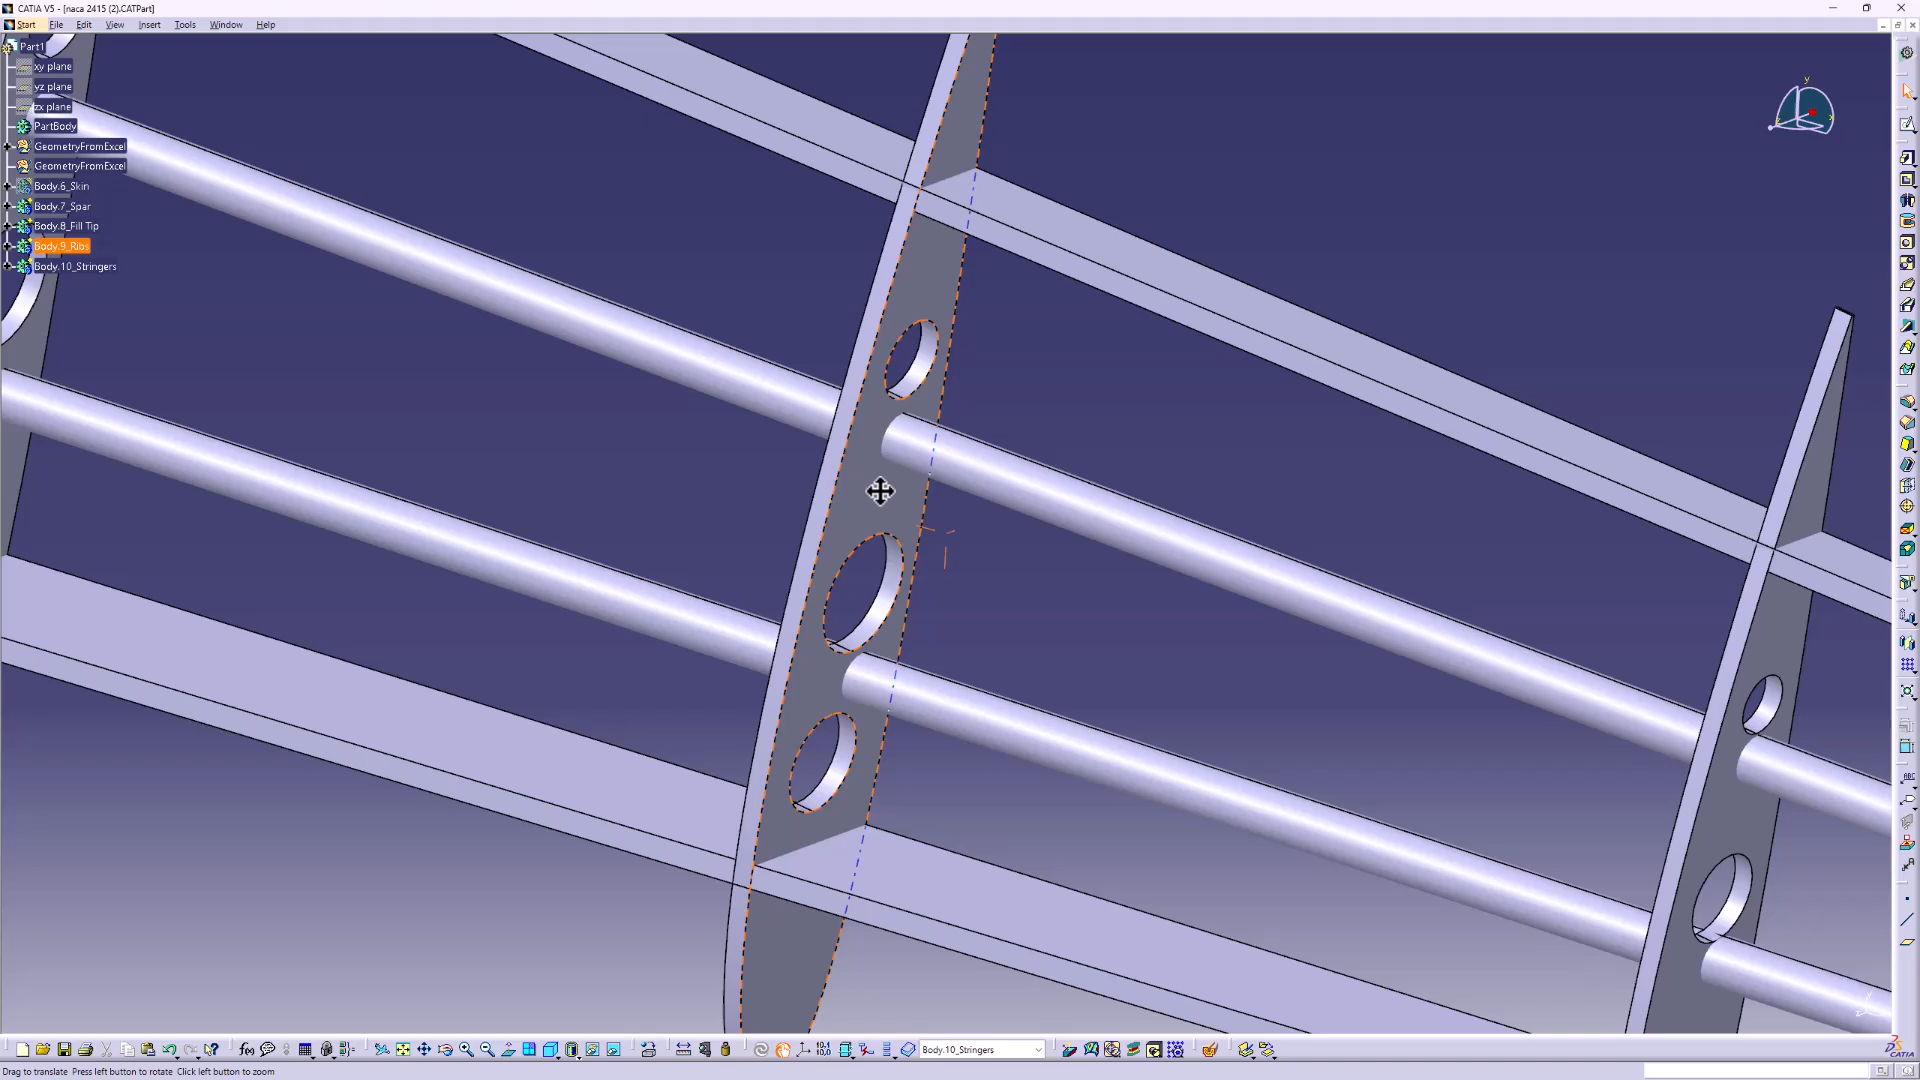 CATIA V5 - [naca 2415 (2).CATPart]
Start File Edit View Insert Tools Window Help
Part1
xy plane
yz plane
zx plane
PartBody
GeometryFromExcel
GeometryFromExcel
Body.6_Skin
Body.7_Spar
Body.8_Fill Tip
Body.9_Ribs
Body.10_Stringers
y
x
Body.10_Stringers
CATIA
Drag to translate Press left button to rotate Click left button to zoom